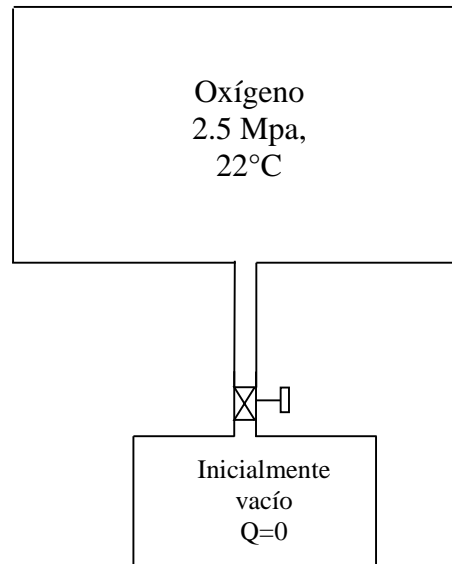 Oxígeno
2.5 Mpa,
22°C
Inicialmente
vacío
Q=0